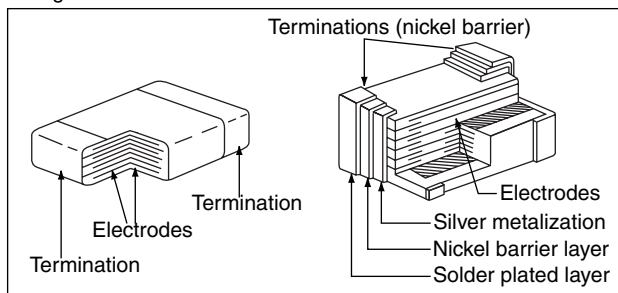 Terminations (nickel barrier)
Termination
Electrodes
Termination
Electrodes
Silver metalization
Nickel barrier layer
Solder plated layer